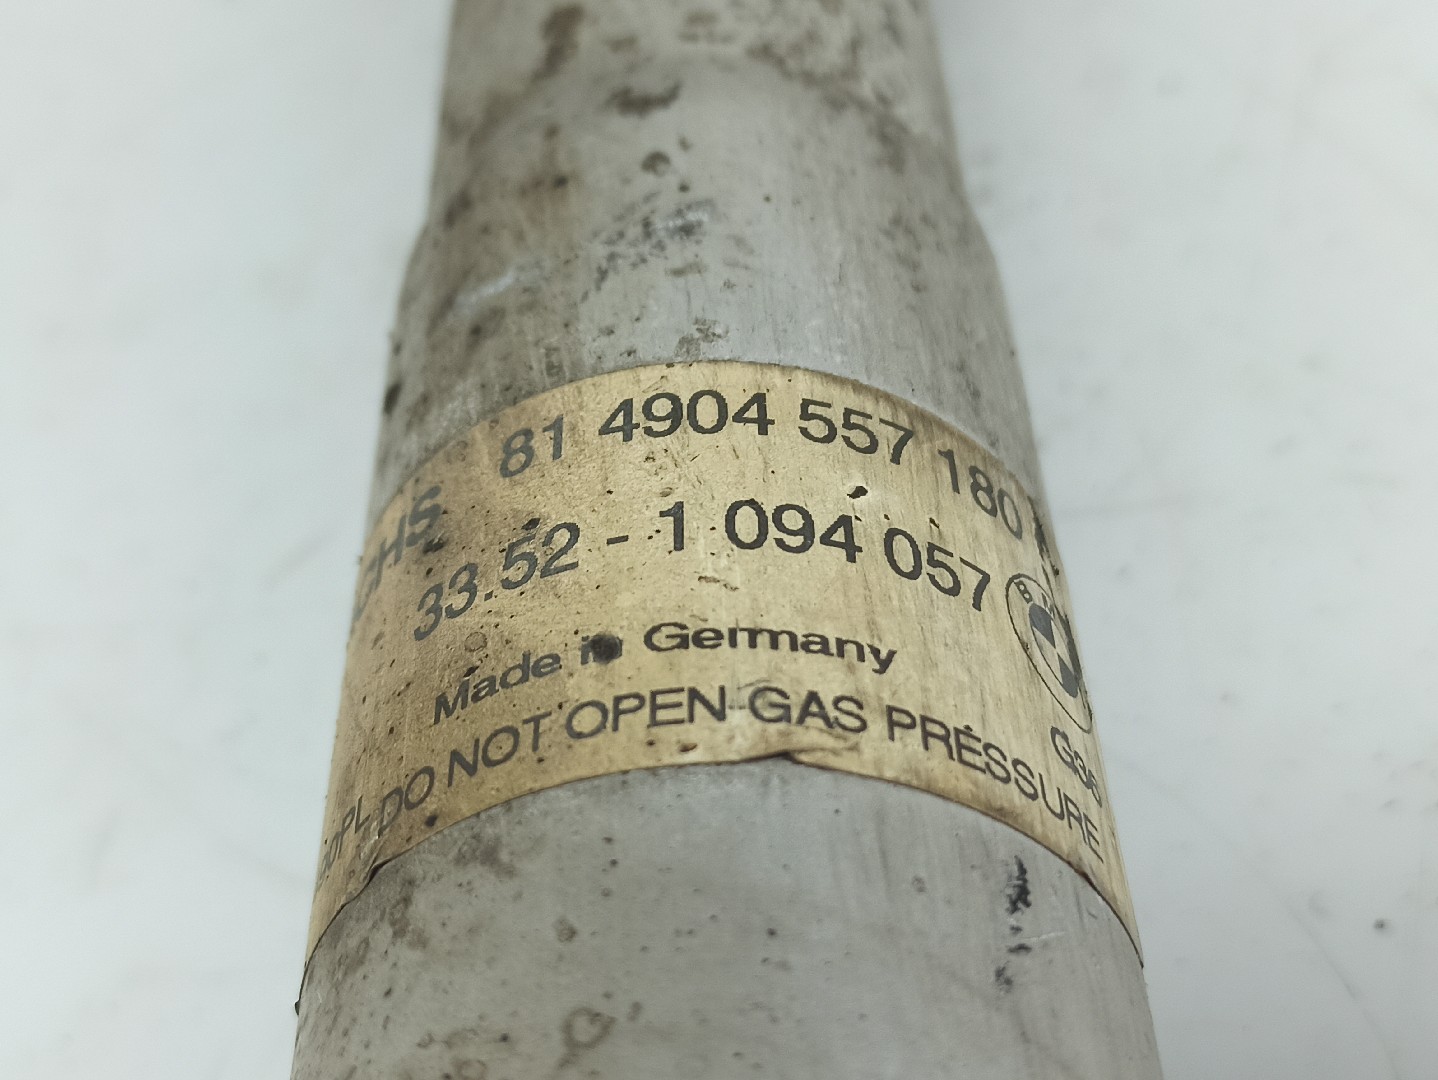 81 4904 557 180
33.52 - 1 094 057
Made in Germany
DO NOT OPEN GAS PRESSURE